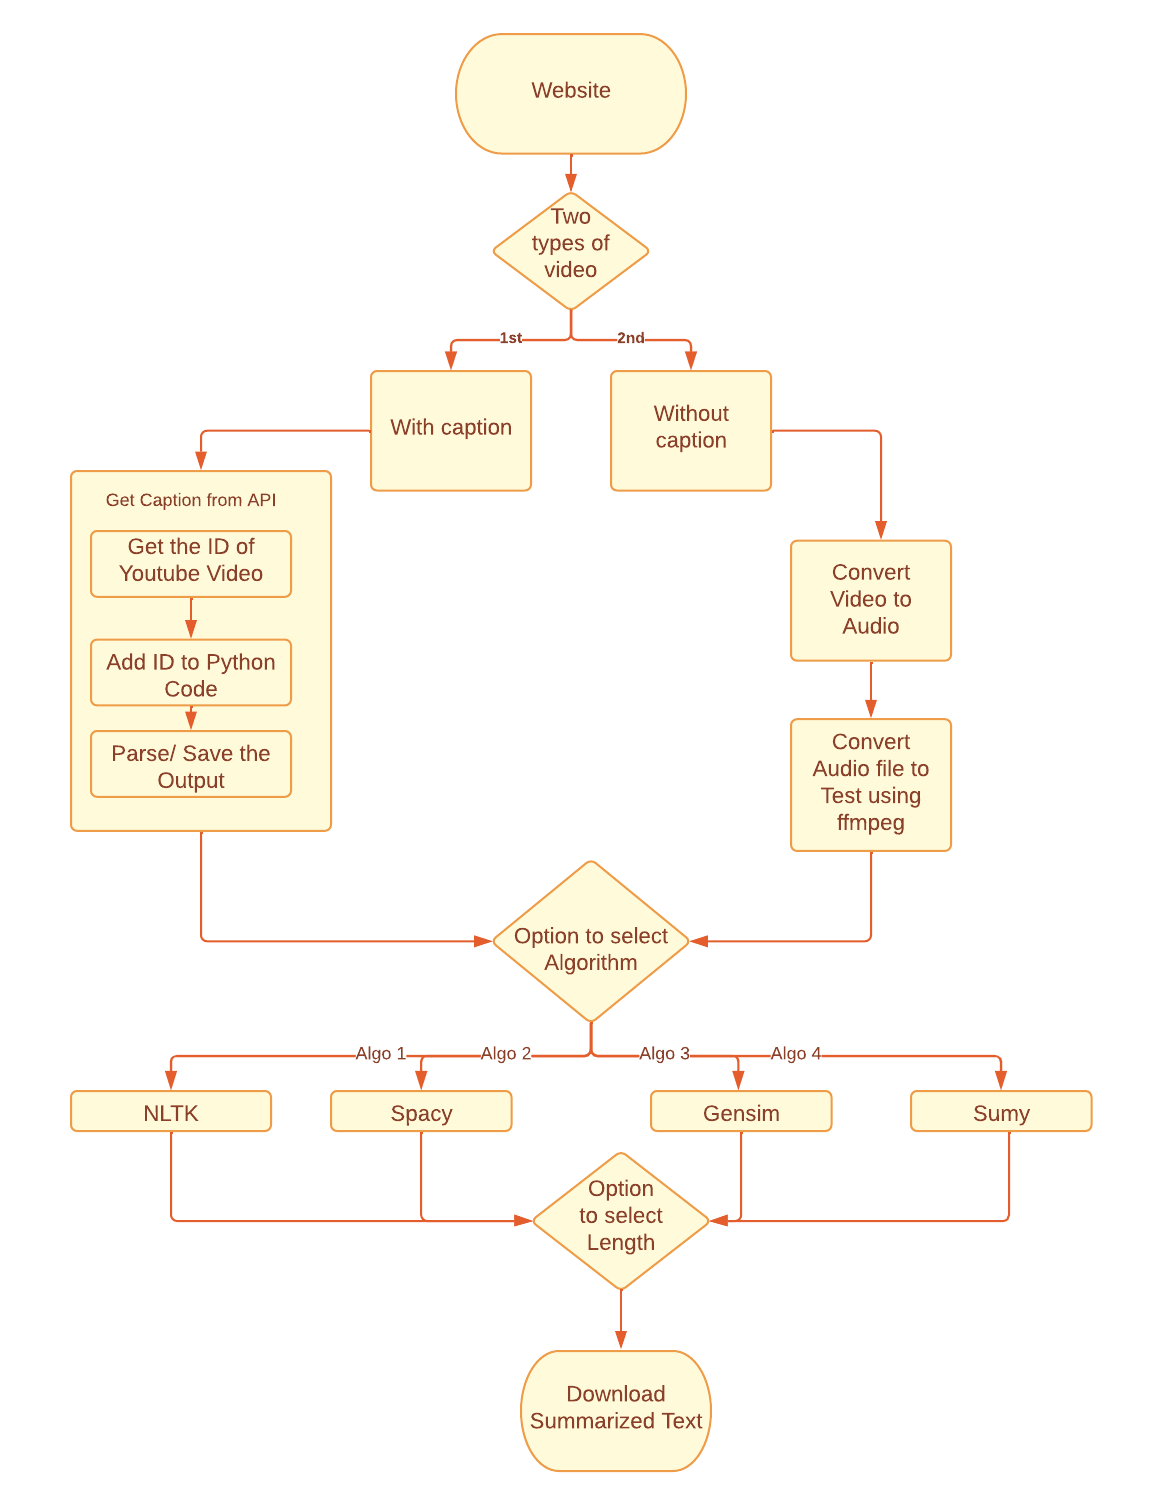 Website
Two
types of
video
1st
2nd
With caption
Without
caption
Get Caption from API
Get the ID of
Youtube Video
Add ID to Python
Code
Parse/ Save the
Output
Convert
Video to
Audio
Convert
Audio file to
Test using
ffmpeg
Option to select
Algorithm
Algo 1
Algo 2
Algo 3
Algo 4
NLTK
Spacy
Gensim
Sumy
Option
to select
Length
Download
Summarized Text